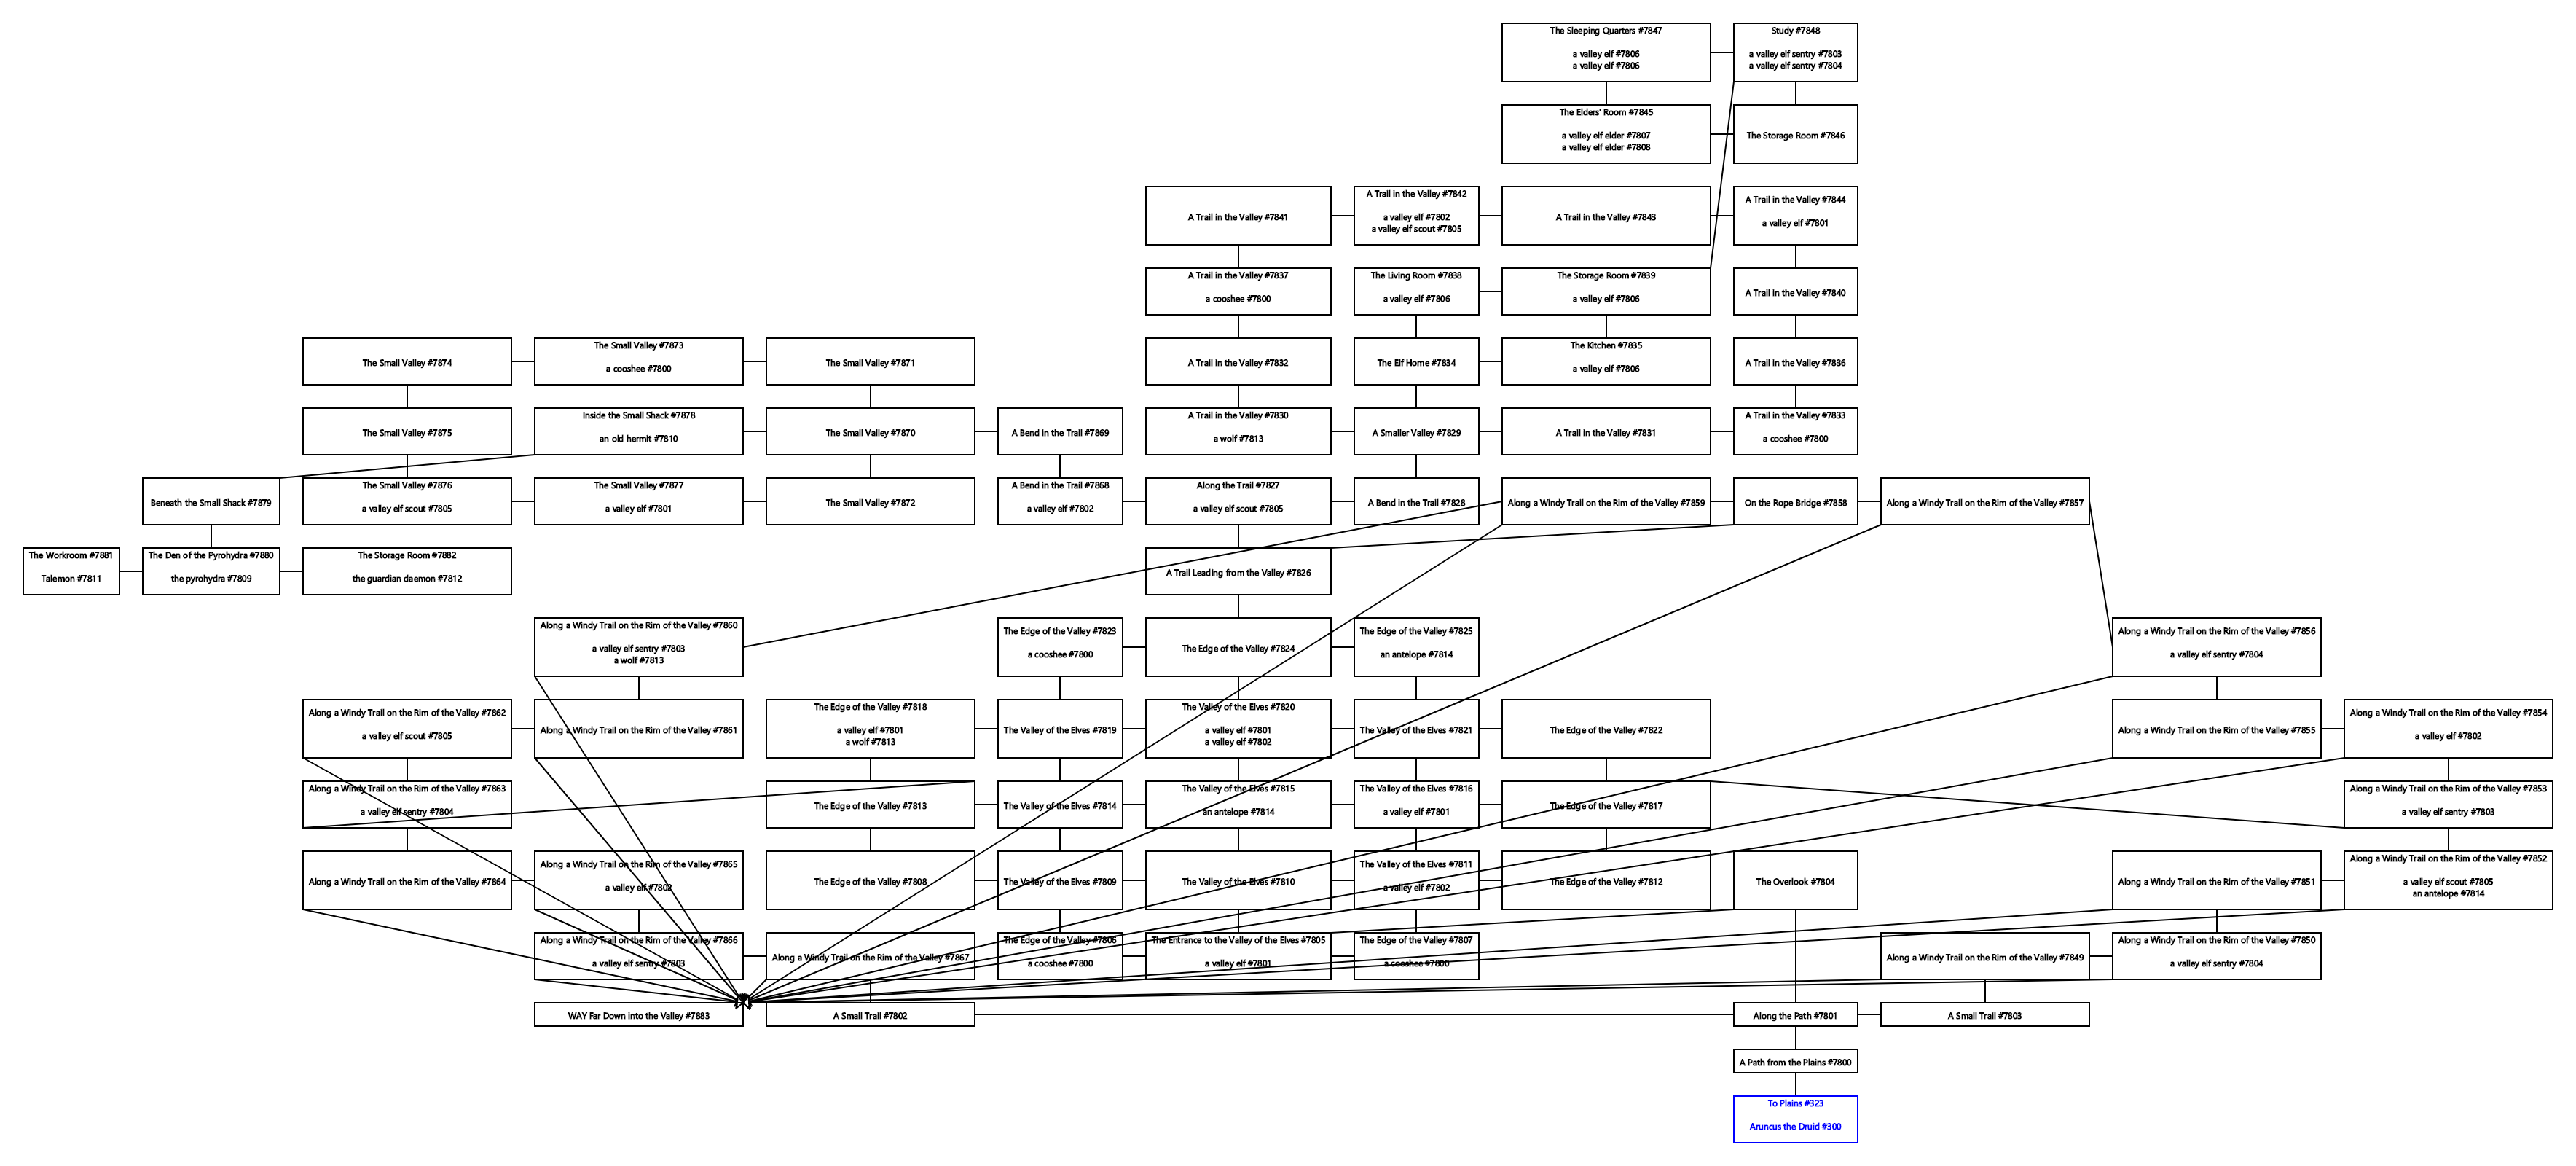 The Sleeping Quarters #7847
a valley elf #7806
a valley elf #7806
Study #7848
a valley elf sentry #7803
a valley elf sentry #7804
The Elders' Room #7845
a valley elf elder #7807
a valley elf elder #7808
The Storage Room #7846
A Trail in the Valley #7841
A Trail in the Valley #7842
a valley elf #7802
a valley elf scout #7805
A Trail in the Valley #7843
A Trail in the Valley #7844
a valley elf #7801
A Trail in the Valley #7837
a cooshee #7800
The Living Room #7838
a valley elf #7806
The Storage Room #7839
a valley elf #7806
A Trail in the Valley #7840
The Small Valley #7874
The Small Valley #7873
a cooshee #7800
The Small Valley #7871
A Trail in the Valley #7832
The Elf Home #7834
The Kitchen #7835
a valley elf #7806
A Trail in the Valley #7836
The Small Valley #7875
Inside the Small Shack #7878
an old hermit #7810
The Small Valley #7870
A Bend in the Trail #7869
A Trail in the Valley #7830
a wolf #7813
A Smaller Valley #7829
A Trail in the Valley #7831
A Trail in the Valley #7833
a cooshee #7800
Beneath the Small Shack #7879
The Small Valley #7876
a valley elf scout #7805
The Small Valley #7877
a valley elf #7801
The Small Valley #7872
A Bend in the Trail #7868
a valley elf #7802
Along the Trail #7827
a valley elf scout #7805
A Bend in the Trail #7828
Along a Windy Trail on the Rim of the Valley #7859
On the Rope Bridge #7858
Along a Windy Trail on the Rim of the Valley #7857
The Workroom #7881
Talemon #7811
The Den of the Pyrohydra #7880
the pyrohydra #7809
The Storage Room #7882
the guardian daemon #7812
A Trail Leading from the Valley #7826
Along a Windy Trail on the Rim of the Valley #7860
a valley elf sentry #7803
a wolf #7813
The Edge of the Valley #7823
a cooshee #7800
The Edge of the Valley #7824
The Edge of the Valley #7825
an antelope #7814
Along a Windy Trail on the Rim of the Valley #7856
a valley elf sentry #7804
Along a Windy Trail on the Rim of the Valley #7862
a valley elf scout #7805
Along a Windy Trail on the Rim of the Valley #7861
The Edge of the Valley #7818
a valley elf #7801
a wolf #7813
The Valley of the Elves #7819
The Valley of the Elves #7820
a valley elf #7801
a valley elf #7802
The Valley of the Elves #7821
The Edge of the Valley #7822
Along a Windy Trail on the Rim of the Valley #7855
Along a Windy Trail on the Rim of the Valley #7854
a valley elf #7802
Along a Windy Trail on the Rim of the Valley #7863
a valley elf sentry #7804
The Edge of the Valley #7813
The Valley of the Elves #7814
The Valley of the Elves #7815
an antelope #7814
The Valley of the Elves #7816
a valley elf #7801
The Edge of the Valley #7817
Along a Windy Trail on the Rim of the Valley #7853
a valley elf sentry #7803
Along a Windy Trail on the Rim of the Valley #7864
Along a Windy Trail on the Rim of the Valley #7865
a valley elf #7802
The Edge of the Valley #7808
The Valley of the Elves #7809
The Valley of the Elves #7810
The Valley of the Elves #7811
a valley elf #7802
The Edge of the Valley #7812
The Overlook #7804
Along a Windy Trail on the Rim of the Valley #7851
Along a Windy Trail on the Rim of the Valley #7852
a valley elf scout #7805
an antelope #7814
Along a Windy Trail on the Rim of the Valley #7866
a valley elf sentry #7803
Along a Windy Trail on the Rim of the Valley #7867
The Edge of the Valley #7806
a cooshee #7800
The Entrance to the Valley of the Elves #7805
a valley elf #7801
The Edge of the Valley #7807
a cooshee #7800
Along a Windy Trail on the Rim of the Valley #7849
Along a Windy Trail on the Rim of the Valley #7850
a valley elf sentry #7804
WAY Far Down into the Valley #7883
A Small Trail #7802
Along the Path #7801
A Small Trail #7803
A Path from the Plains #7800
To Plains #323
Aruncus the Druid #300